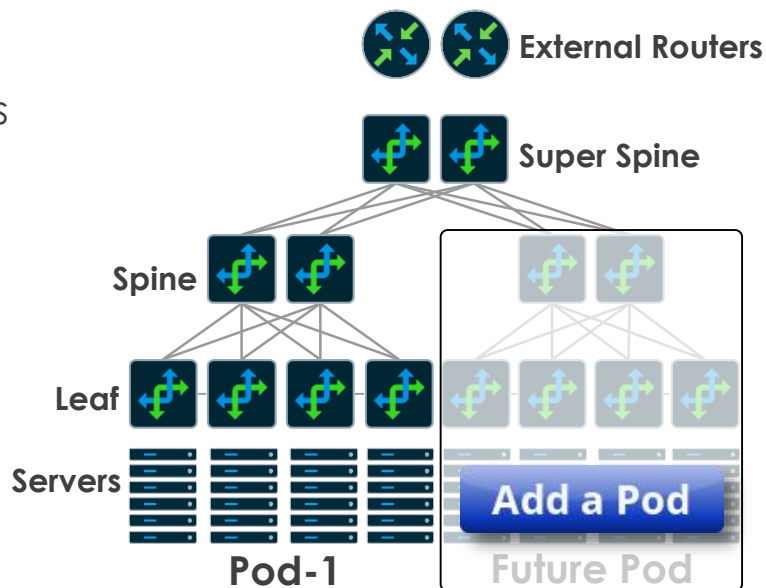 External Routers
s
Super Spine
Spine
Leaf
Servers
Add a Pod
Pod-1
Future Pod